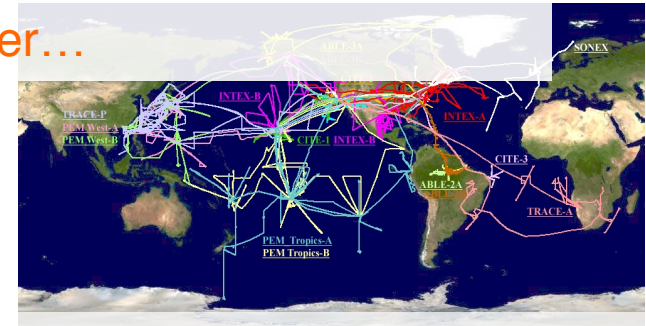 er…
ABLE-3A
SONEX
INTEX-B
TRACE-P
PEM West-A
PEM West-B
INTEX-A
CITE-1 INTEX-B
CITE-3
ABLE-2A
TRACE-A
PEM Tropics-A
PEM Tropics-B